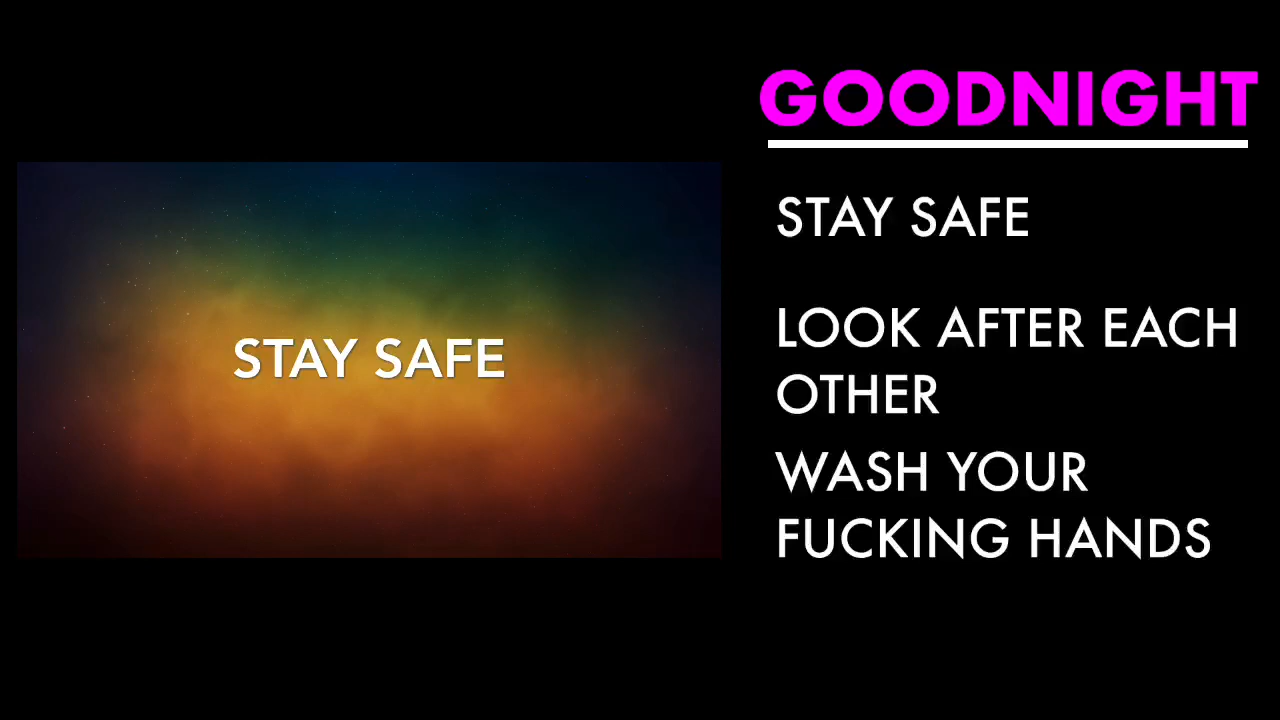 GOODNIGHT
STAY SAFE
STAY SAFE
LOOK AFTER EACH
OTHER
WASH YOUR
FUCKING HANDS